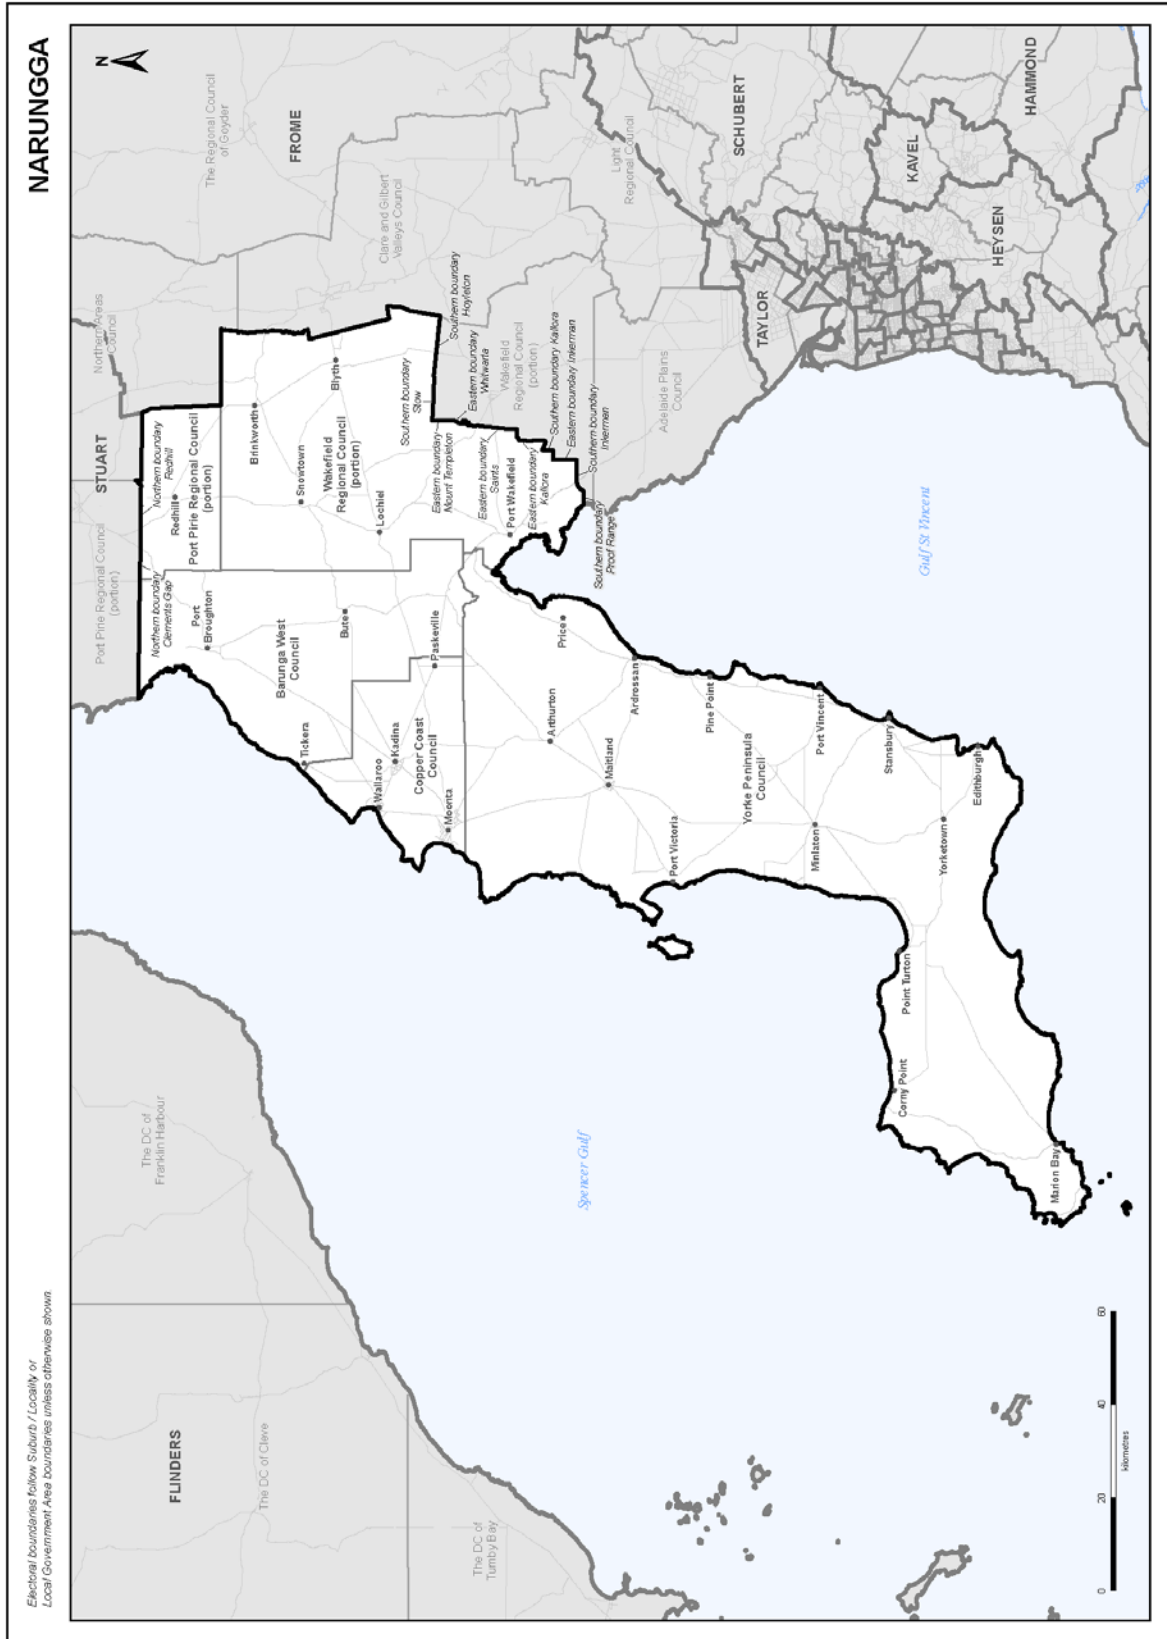 NARUNGGA
Electoral boundaries follow Suburb / Locality or
Local Government Area boundaries unless otherwise shown.
N
Port Pirie Regional Council
(portion)
STUART
Northern Areas
Council
The Regional Council
of Goyder
FROME
Northern boundary
Clements Gap
Northern boundary
Redhill
Redhill
Port Pirie Regional Council
(portion)
Port
Broughton
Brinkworth
Barunga West
Council
Snowtown
Wakefield
Regional Council
(portion)
Blyth
Clare and Gilbert
Valleys Council
Tickera
Bute
Lochiel
Southern boundary
Stow
Southern boundary
Hoyleton
Wallaroo
Kadina
Copper Coast
Council
Paskeville
Moonta
Eastern boundary
Mount Templeton
Eastern boundary
Whitwarta
Eastern boundary
Saints
Wakefield
Regional Council
(portion)
Port Wakefield
Eastern boundary
Kallora
Southern boundary Kallora
Eastern boundary Inkerman
Southern boundary
Inkerman
Southern boundary
Proof Range
Light
Regional Council
Adelaide Plains
Council
Arthurton
Price
Maitland
Ardrossan
Port Victoria
Pine Point
Yorke Peninsula
Council
Minlaton
Port Vincent
Stansbury
Yorketown
Edithburgh
Point Turton
Corny Point
Marion Bay
SCHUBERT
TAYLOR
KAVEL
HEYSEN
HAMMOND
Gulf St Vincent
Spencer Gulf
The DC of
Franklin Harbour
FLINDERS
The DC of Cleve
The DC of
Tumby Bay
0 20 40 60
kilometres